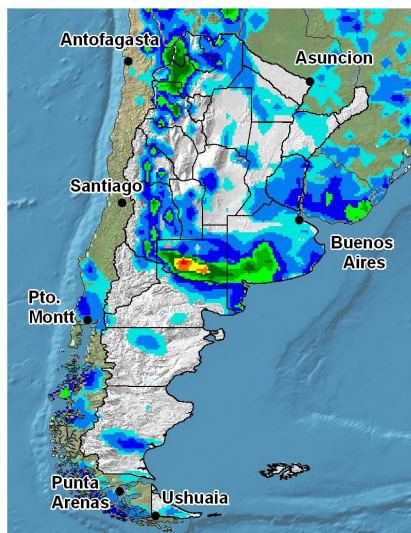 Antofagasta
Asuncion
Santiago
Buenos
Aires
Pto.
Montt
Punta
Arenas
Ushuaia